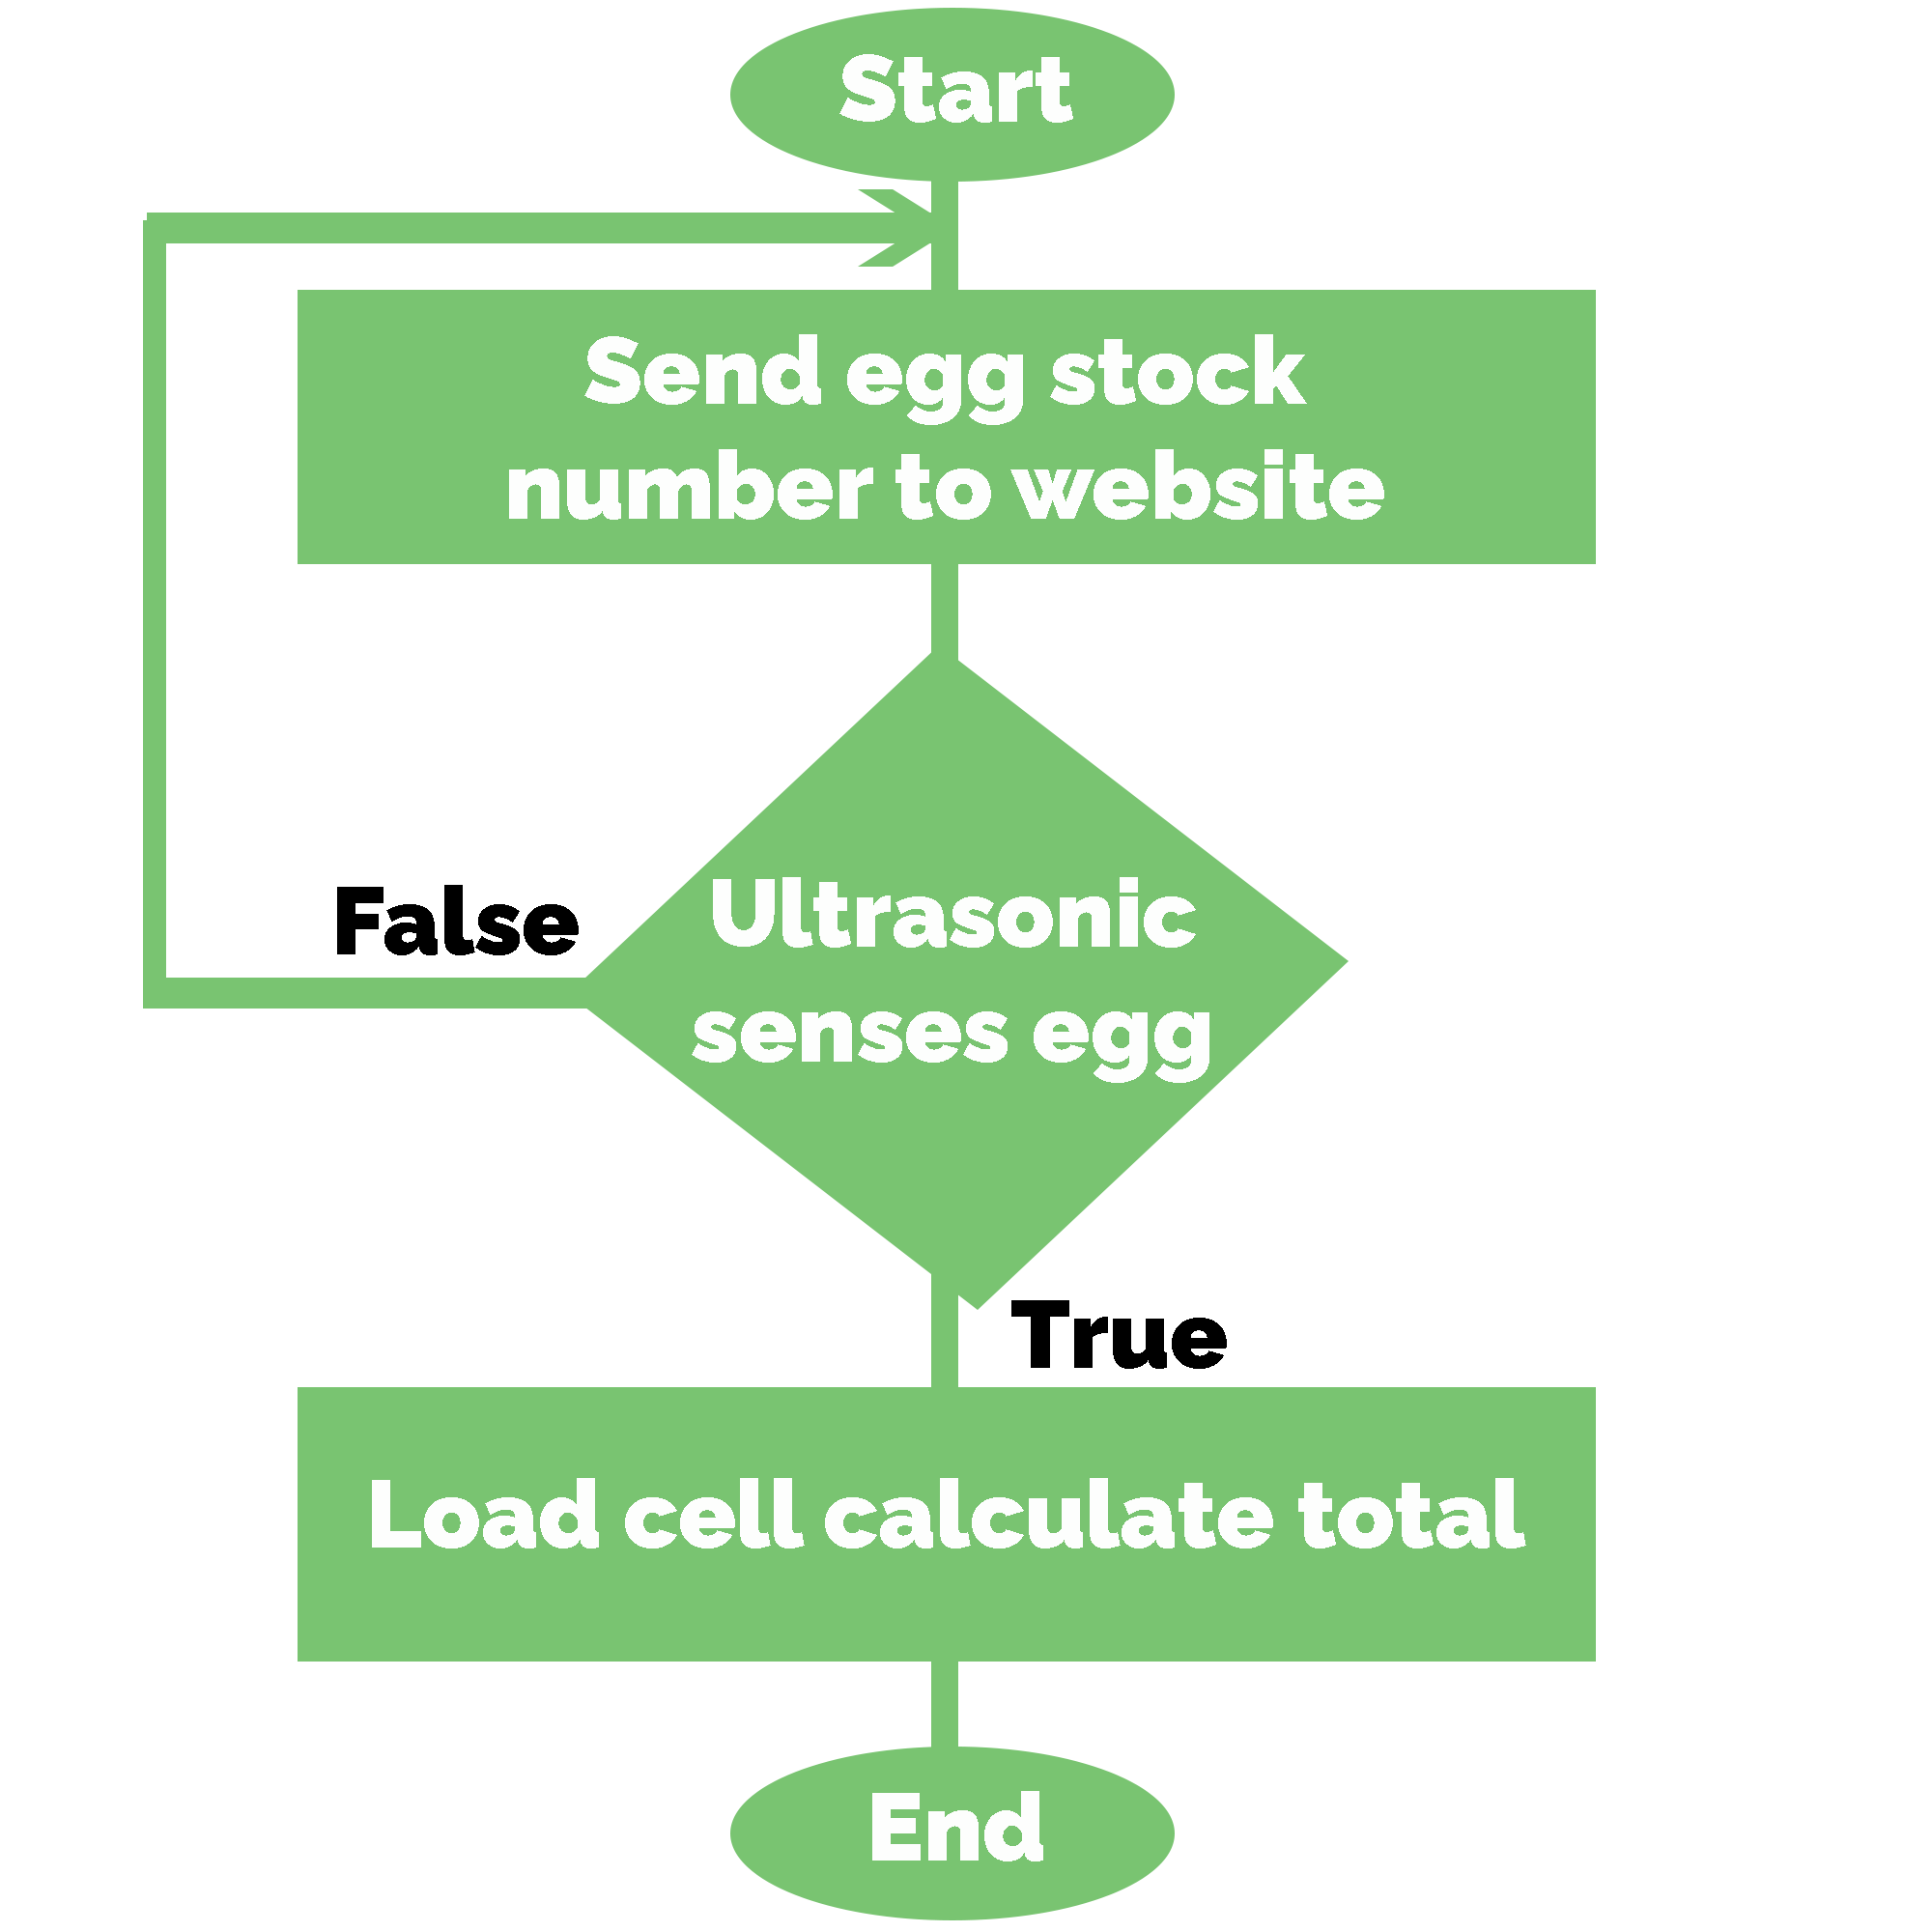 Start
Send egg stock
number to website
False
Ultrasonic
senses egg
True
Load cell calculate total
End